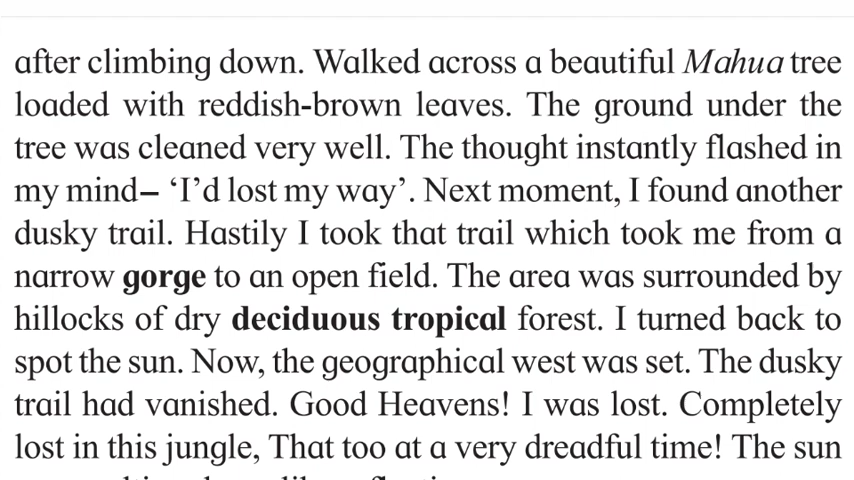 after climbing down. Walked across a beautiful Mahua tree
loaded with reddish-brown leaves. The ground under the
tree was cleaned very well. The thought instantly flashed in
my mind– ‘I’d lost my way’. Next moment, I found another
dusky trail. Hastily I took that trail which took me from a
narrow gorge to an open field. The area was surrounded by
hillocks of dry deciduous tropical forest. I turned back to
spot the sun. Now, the geographical west was set. The dusky
trail had vanished. Good Heavens! I was lost. Completely
lost in this jungle, That too at a very dreadful time! The sun